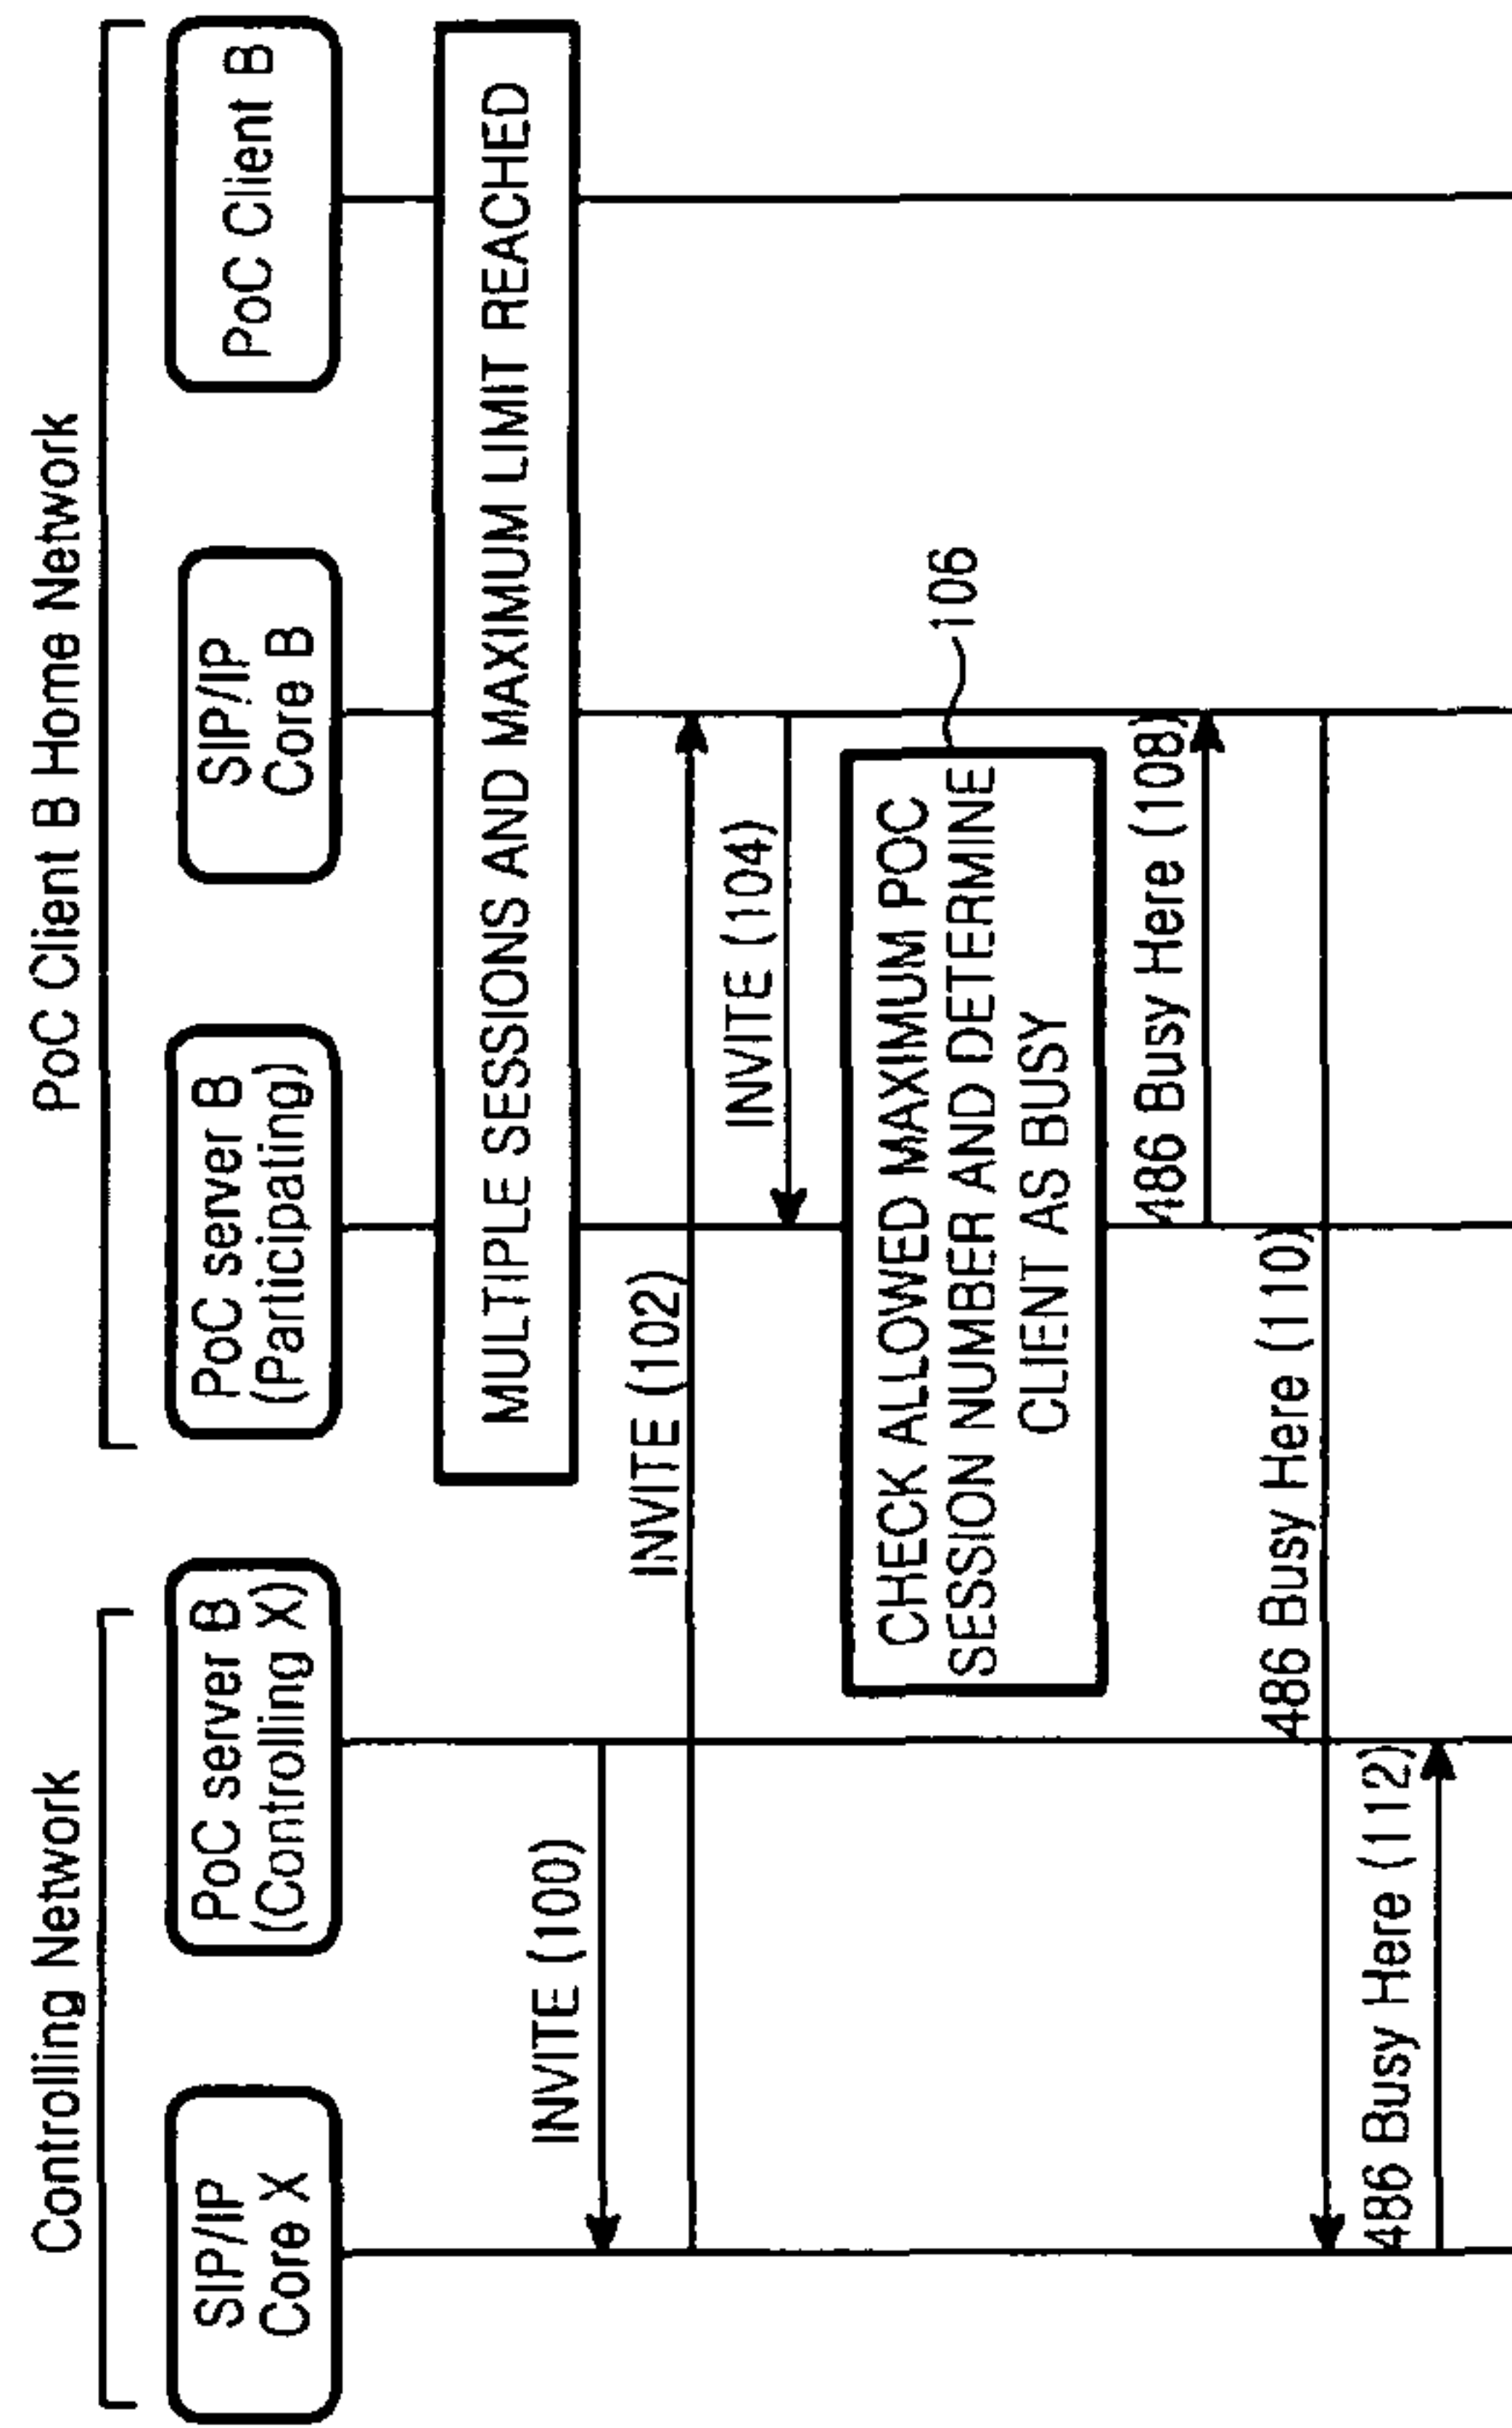 Controlling Network
PoC Client B Home Network
SIP/IP
Core X
PoC server B
(Controlling X)
PoC server B
(Participating)
SIP/IP
Core B
PoC Client B
MULTIPLE SESSIONS AND MAXIMUM LIMIT REACHED
INVITE (100)
INVITE (102)
INVITE (104)
CHECK ALLOWED MAXIMUM POC
SESSION NUMBER AND DETERMINE
CLIENT AS BUSY
106
486 Busy Here (108)
486 Busy Here (110)
486 Busy Here (112)